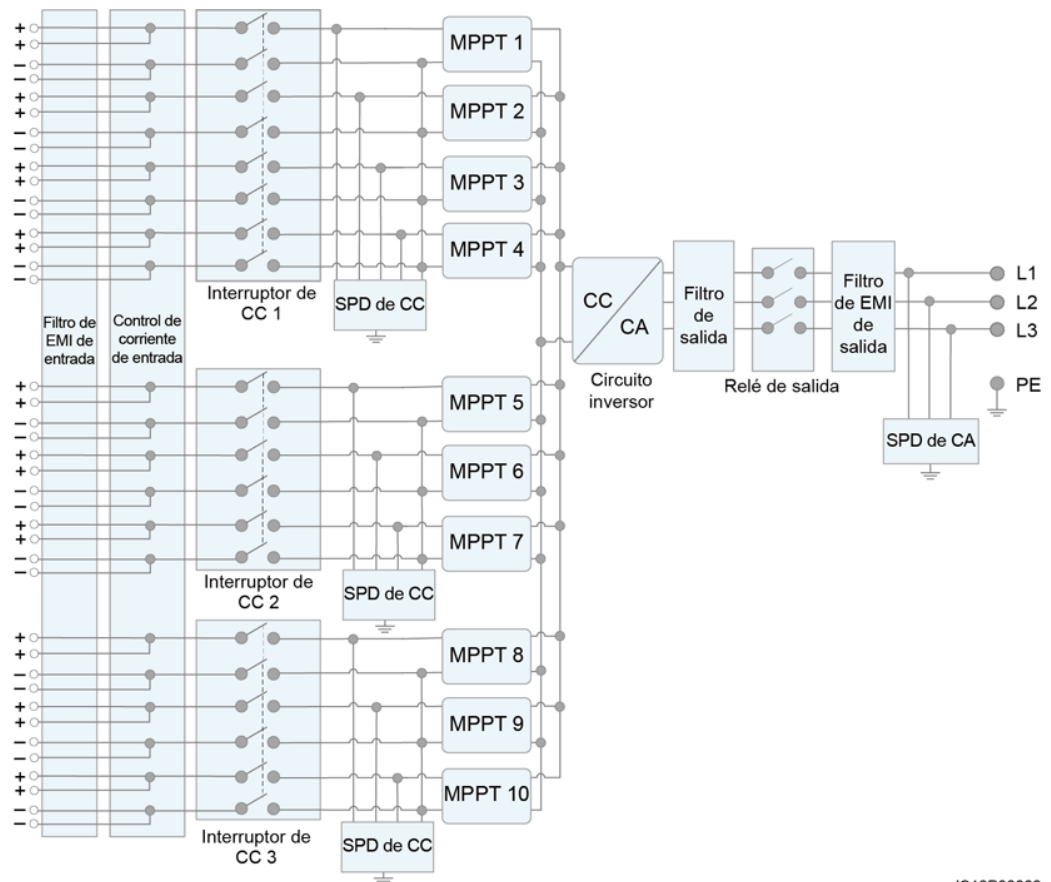 +
+
−
−
+
+
−
−
+
+
−
−
+
+
−
−
MPPT 1
MPPT 2
MPPT 3
MPPT 4
Interruptor de
CC 1
SPD de CC
Filtro de
EMI de
entrada
Control de
corriente
de entrada
CC
CA
Circuito
inversor
Filtro
de
salida
Relé de salida
Filtro
de EMI
de
salida
L1
L2
L3
PE
SPD de CA
+
+
−
−
+
+
−
−
+
+
−
−
MPPT 5
MPPT 6
MPPT 7
Interruptor de
CC 2
SPD de CC
+
+
−
−
+
+
−
−
+
+
−
−
MPPT 8
MPPT 9
MPPT 10
Interruptor de
CC 3
SPD de CC